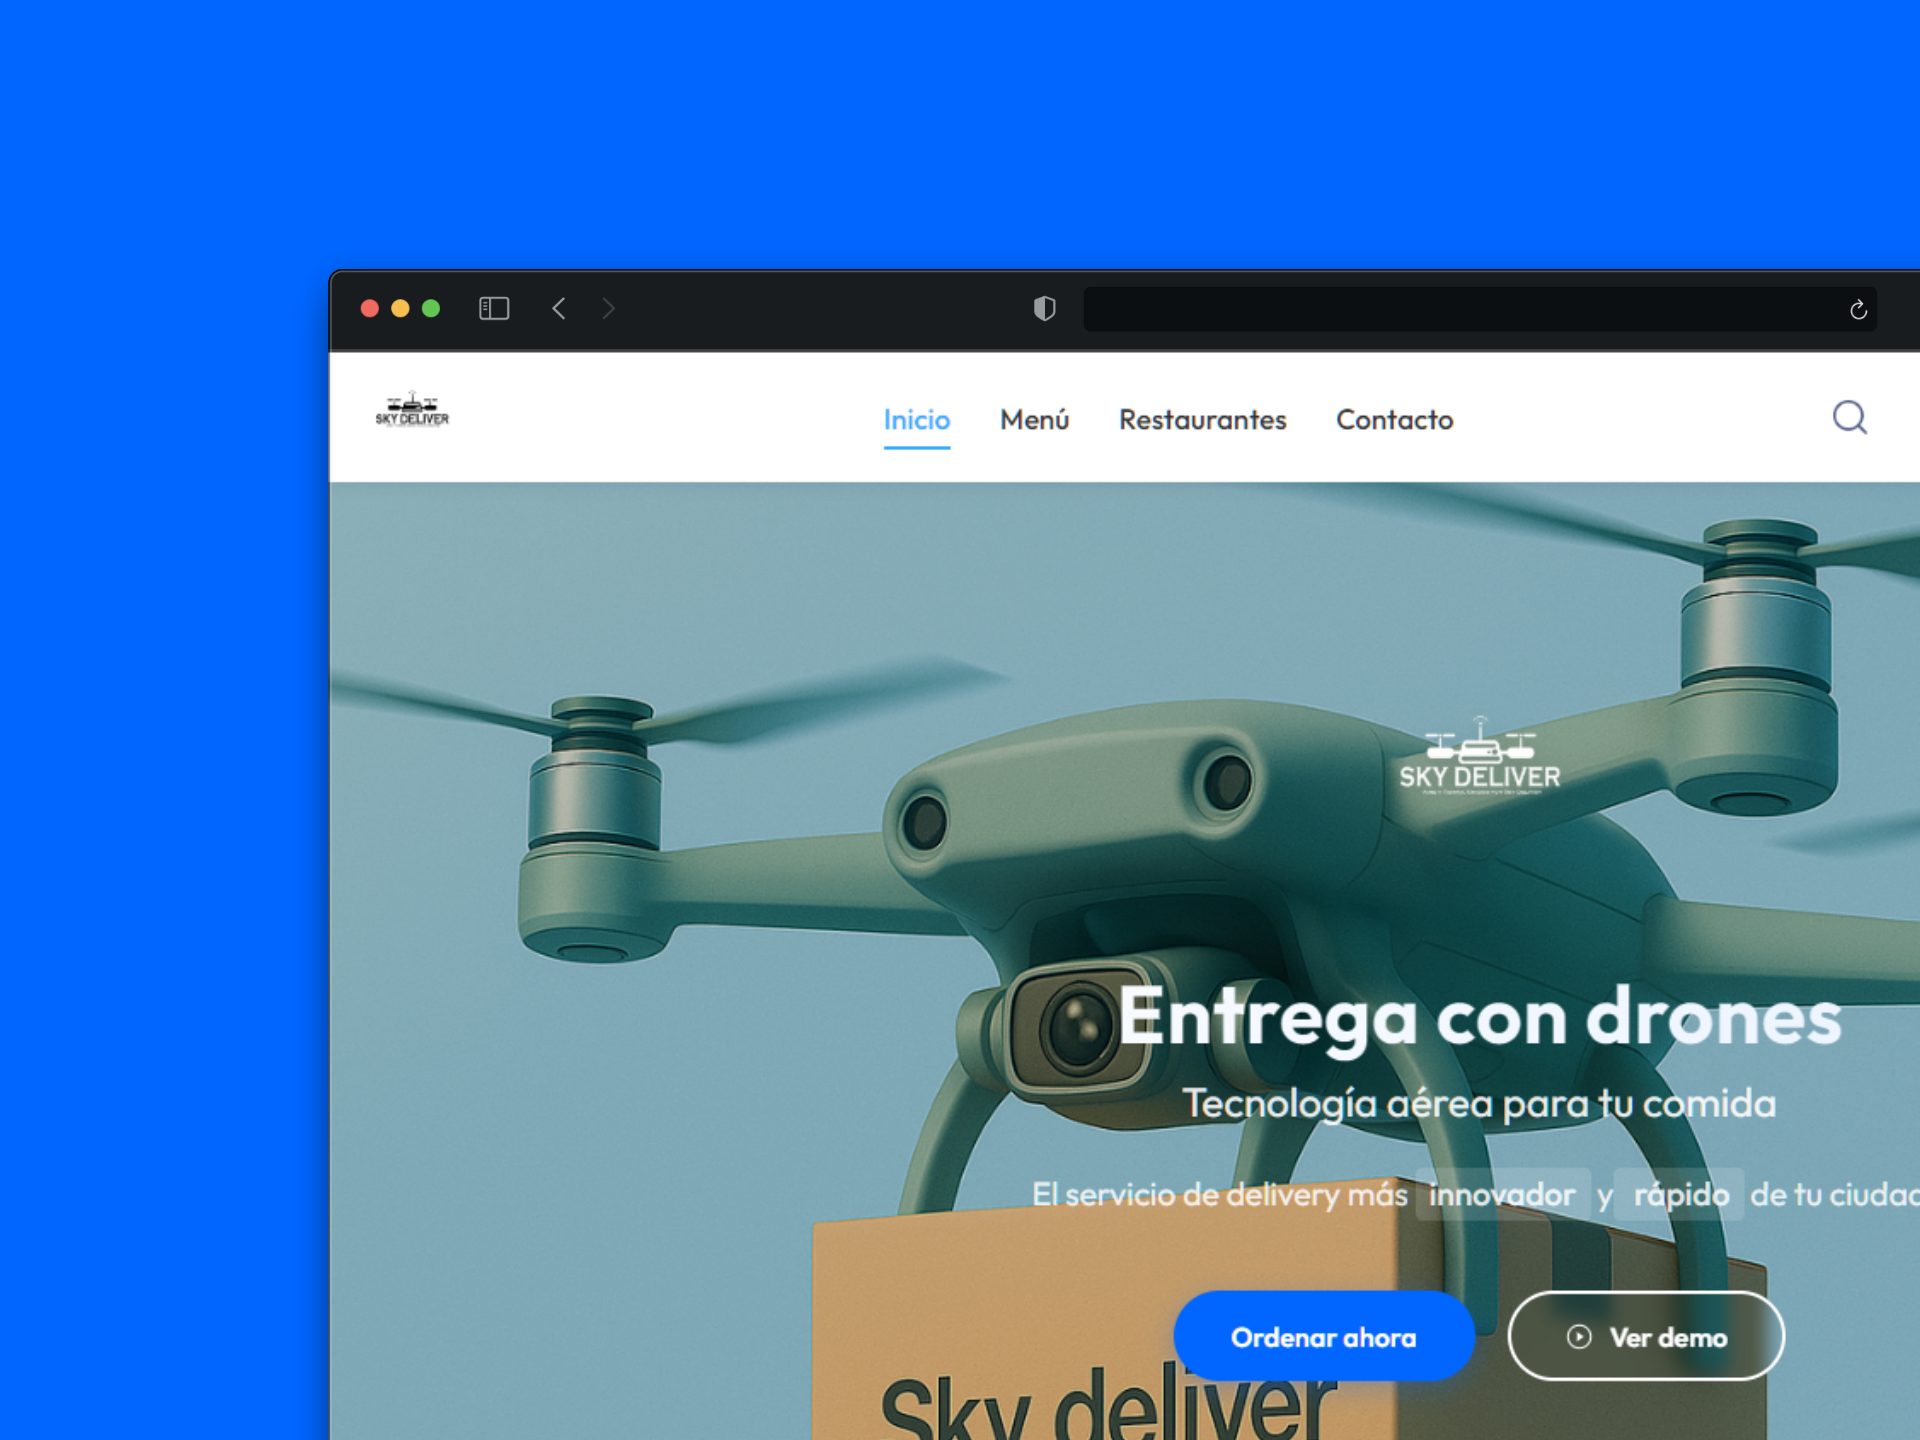 SKY DELIVER
Inicio Menú Restaurantes Contacto
SKY DELIVER
Entrega con drones
Tecnología aérea para tu comida
El servicio de delivery más innovador y rápido de tu ciudad
Ordenar ahora Ver demo
Sky deliver